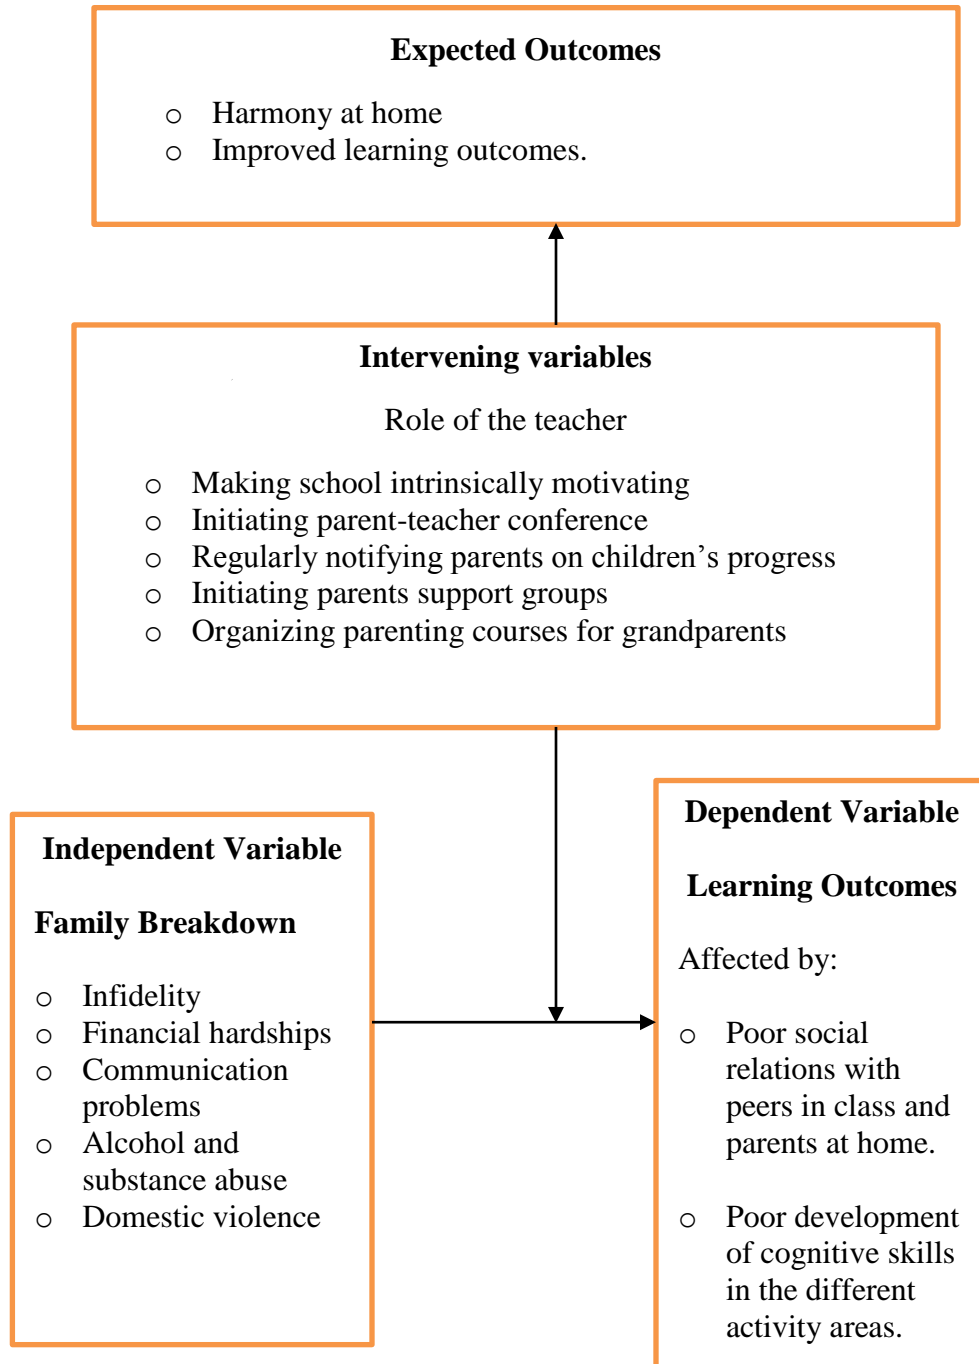 Expected Outcomes
o Harmony at home
o Improved learning outcomes.
Intervening variables
Role of the teacher
o Making school intrinsically motivating
o Initiating parent-teacher conference
o Regularly notifying parents on children’s progress
o Initiating parents support groups
o Organizing parenting courses for grandparents
Independent Variable
Family Breakdown
o Infidelity
o Financial hardships
o Communication
problems
o Alcohol and
substance abuse
o Domestic violence
Dependent Variable
Learning Outcomes
Affected by:
o Poor social
relations with
peers in class and
parents at home.
o Poor development
of cognitive skills
in the different
activity areas.